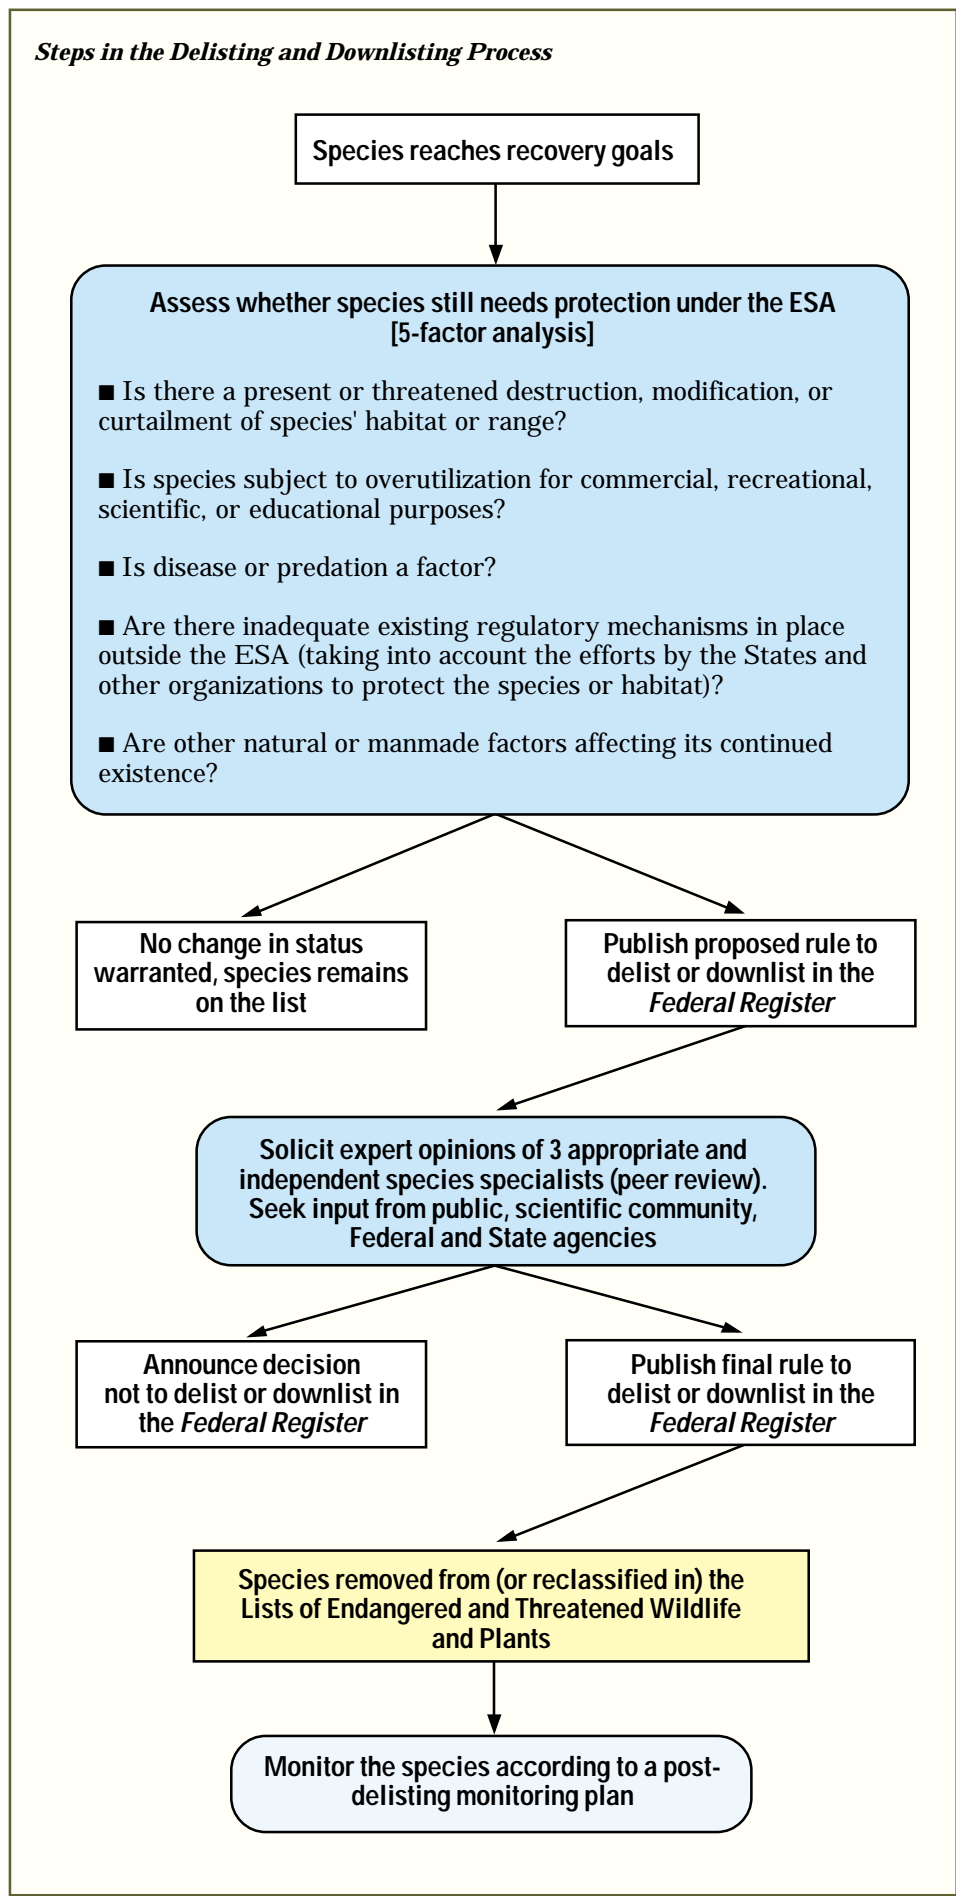 Steps in the Delisting and Downlisting Process
Species reaches recovery goals
Assess whether species still needs protection under the ESA
[5-factor analysis]
■ Is there a present or threatened destruction, modification, or
curtailment of species' habitat or range?
■ Is species subject to overutilization for commercial, recreational,
scientific, or educational purposes?
■ Is disease or predation a factor?
■ Are there inadequate existing regulatory mechanisms in place
outside the ESA (taking into account the efforts by the States and
other organizations to protect the species or habitat)?
■ Are other natural or manmade factors affecting its continued
existence?
No change in status
warranted, species remains
on the list
Publish proposed rule to
delist or downlist in the
Federal Register
Solicit expert opinions of 3 appropriate and
independent species specialists (peer review).
Seek input from public, scientific community,
Federal and State agencies
Announce decision
not to delist or downlist in
the Federal Register
Publish final rule to
delist or downlist in the
Federal Register
Species removed from (or reclassified in) the
Lists of Endangered and Threatened Wildlife
and Plants
Monitor the species according to a post-
delisting monitoring plan